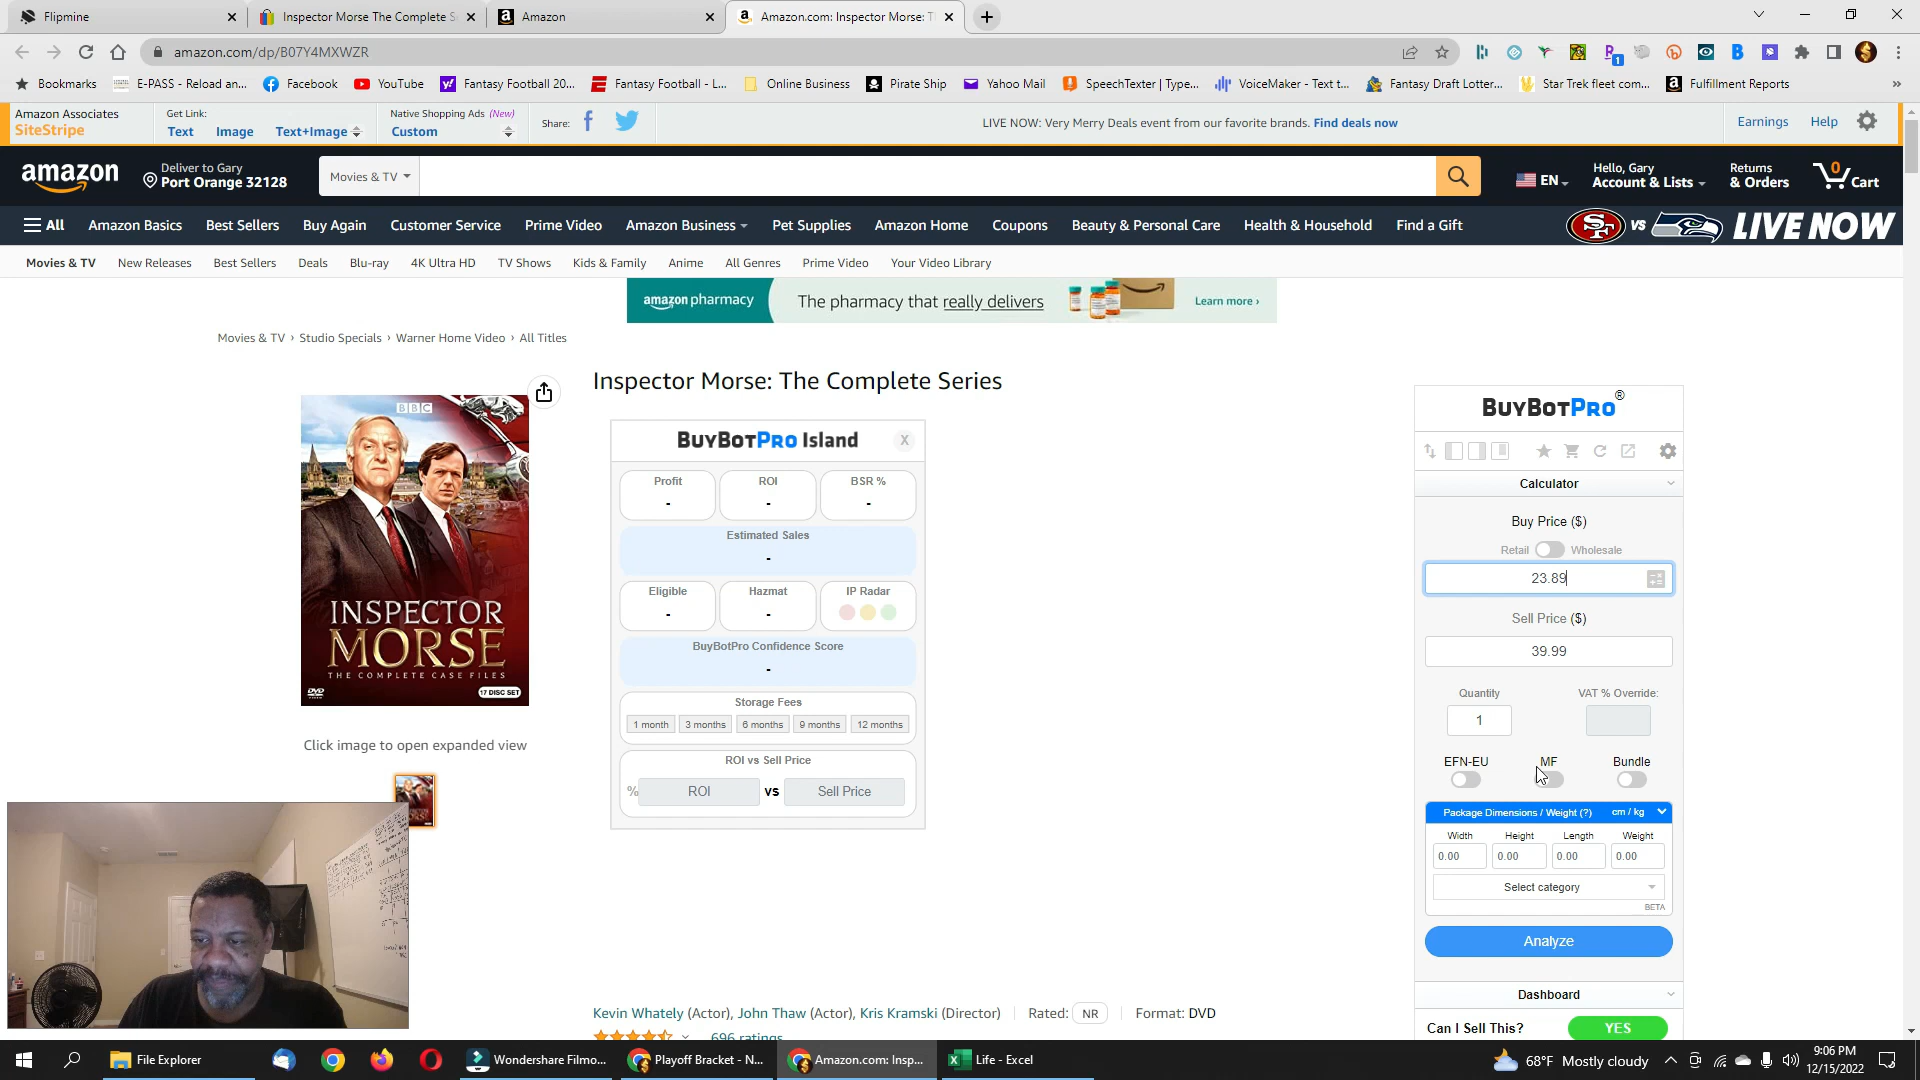 Flipmine
Inspector Morse The Complete S
Amazon
Amazon.com: Inspector Morse: T
amazon.com/dp/B07Y4MXWZR
1
Bookmarks
E-PASS - Reload an...
Facebook
YouTube
Fantasy Football 20...
Fantasy Football - L...
Online Business
Pirate Ship
Yahoo Mail
SpeechTexter | Type...
VoiceMaker - Text t...
Fantasy Draft Lotter...
Star Trek fleet com...
Fulfillment Reports
Amazon Associates
SiteStripe
Get Link:
Text Image Text+Image
Native Shopping Ads (New)
Custom
Share:
LIVE NOW: Very Merry Deals event from our favorite brands. Find deals now
Earnings
Help
amazon
Deliver to Gary
Port Orange 32128
Movies & TV
EN
Hello, Gary
Account & Lists
Returns
& Orders
0
Cart
All
Amazon Basics
Best Sellers
Buy Again
Customer Service
Prime Video
Amazon Business
Pet Supplies
Amazon Home
Coupons
Beauty & Personal Care
Health & Household
Find a Gift
SF VS LIVE NOW
Movies & TV
New Releases
Best Sellers
Deals
Blu-ray
4K Ultra HD
TV Shows
Kids & Family
Anime
All Genres
Prime Video
Your Video Library
amazon pharmacy
The pharmacy that really delivers
Learn more ›
Movies & TV › Studio Specials › Warner Home Video › All Titles
Inspector Morse: The Complete Series
BBC
INSPECTOR
MORSE
THE COMPLETE CASE FILES
DVD
17 DISC SET
Click image to open expanded view
BuyBotPro Island
X
Profit
-
ROI
-
BSR %
-
Estimated Sales
-
Eligible
-
Hazmat
-
IP Radar
BuyBotPro Confidence Score
-
Storage Fees
1 month
3 months
6 months
9 months
12 months
ROI vs Sell Price
%
ROI
vs
Sell Price
Kevin Whately (Actor), John Thaw (Actor), Kris Kramski (Director)
Rated: NR
Format: DVD
696 ratings
BuyBotPro®
Calculator
Buy Price ($)
Retail
Wholesale
23.89
Sell Price ($)
39.99
Quantity
VAT % Override:
1
EFN-EU
MF
Bundle
Package Dimensions / Weight (?)
cm / kg
Width
Height
Length
Weight
0.00
0.00
0.00
0.00
Select category
BETA
Analyze
Dashboard
Can I Sell This?
YES
File Explorer
Wondershare Filmo...
Playoff Bracket - N...
Amazon.com: Insp...
Life - Excel
68°F Mostly cloudy
9:06 PM
12/15/2022